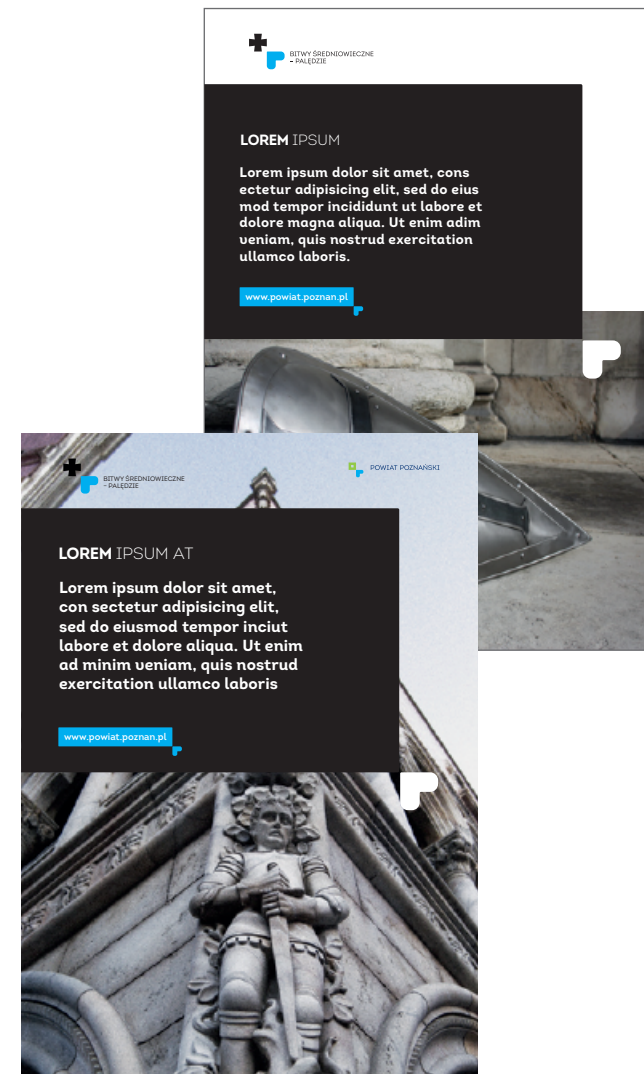 BITWY ŚREDNIOWIECZNE
– PALĘDZIE
LOREM IPSUM
Lorem ipsum dolor sit amet, cons
ectetur adipisicing elit, sed do eius
mod tempor incididunt ut labore et
dolore magna aliqua. Ut enim adim
veniam, quis nostrud exercitation
ullamco laboris.
www.powiat.poznan.pl
BITWY ŚREDNIOWIECZNE
– PALĘDZIE
POWIAT POZNAŃSKI
LOREM IPSUM AT
Lorem ipsum dolor sit amet,
con sectetur adipisicing elit,
sed do eiusmod tempor inciut
labore et dolore aliqua. Ut enim
ad minim veniam, quis nostrud
exercitation ullamco laboris
www.powiat.poznan.pl